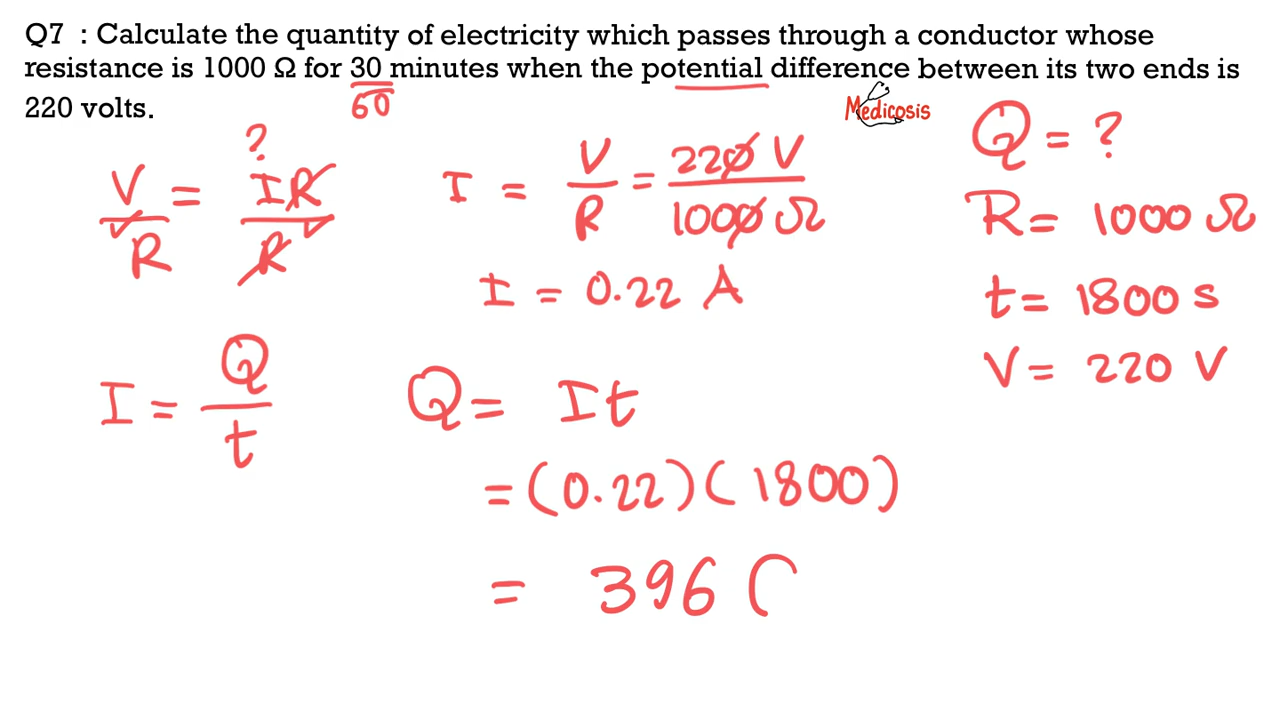 Q7 : Calculate the quantity of electricity which passes through a conductor whose
resistance is 1000 Ω for 30 minutes when the potential difference between its two ends is
220 volts.
60
Medicosis
Q = ?
?
V/R = IR/R
I = V/R = 220 V/1000 Ω
R = 1000 Ω
I = 0.22 A
t = 1800 s
V = 220 V
I = Q/t
Q = It
= (0.22)(1800)
= 396 C